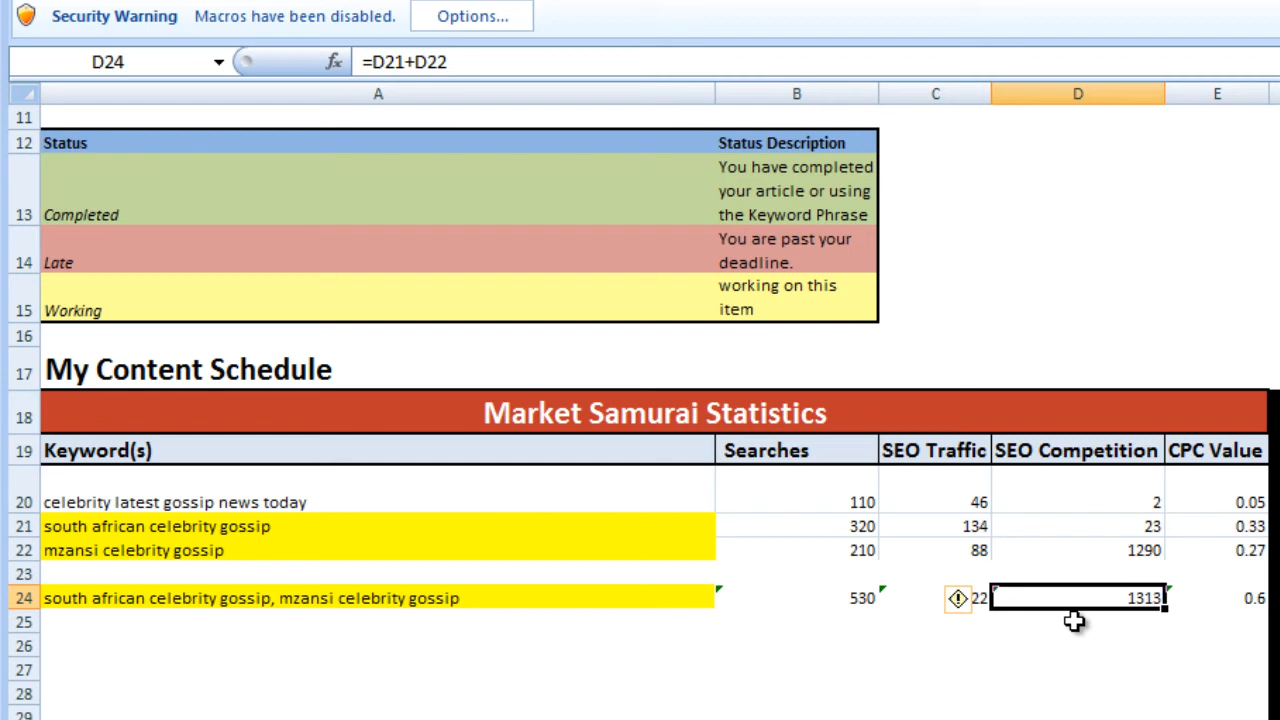 Security Warning Macros have been disabled. Options...
D24 fx =D21+D22
A B C D E
11
12 Status Status Description
You have completed
your article or using
13 Completed the Keyword Phrase
You are past your
14 Late deadline.
working on this
15 Working item
16
17 My Content Schedule
18 Market Samurai Statistics
19 Keyword(s) Searches SEO Traffic SEO Competition CPC Value
20 celebrity latest gossip news today 110 46 2 0.05
21 south african celebrity gossip 320 134 23 0.33
22 mzansi celebrity gossip 210 88 1290 0.27
23
24 south african celebrity gossip, mzansi celebrity gossip 530 22 1313 0.6
25
26
27
28
29